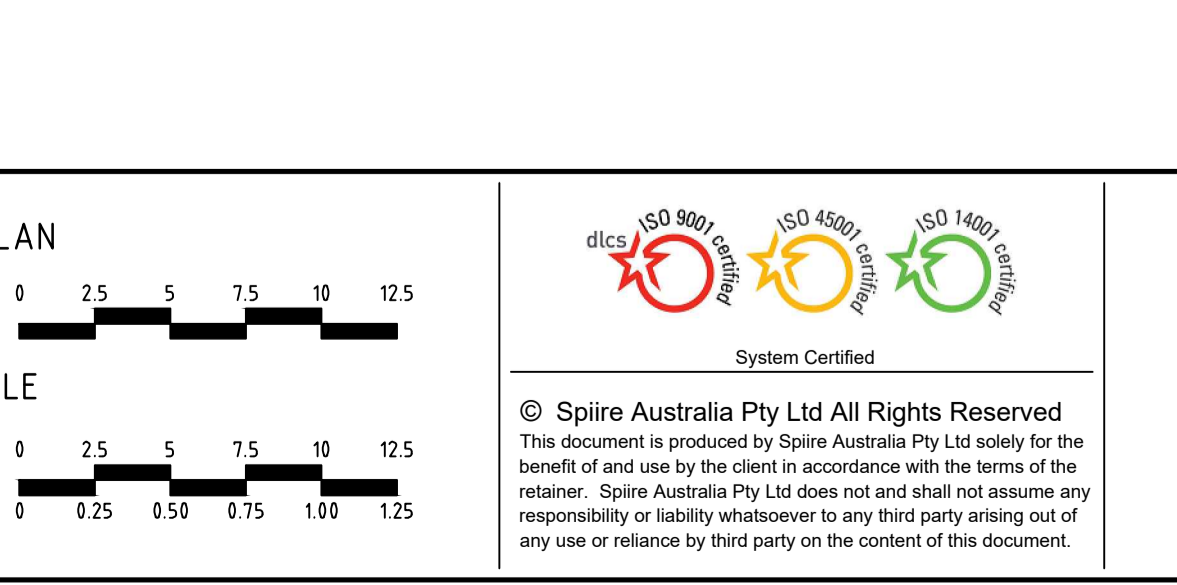 LAN
0 2.5 5 7.5 10 12.5
LE
0 2.5 5 7.5 10 12.5
0 0.25 0.50 0.75 1.00 1.25
dlcs ISO 9001 certified
ISO 45001 certified
ISO 14001 certified
System Certified
© Spiire Australia Pty Ltd All Rights Reserved
This document is produced by Spiire Australia Pty Ltd solely for the
benefit of and use by the client in accordance with the terms of the
retainer. Spiire Australia Pty Ltd does not and shall not assume any
responsibility or liability whatsoever to any third party arising out of
any use or reliance by third party on the content of this document.